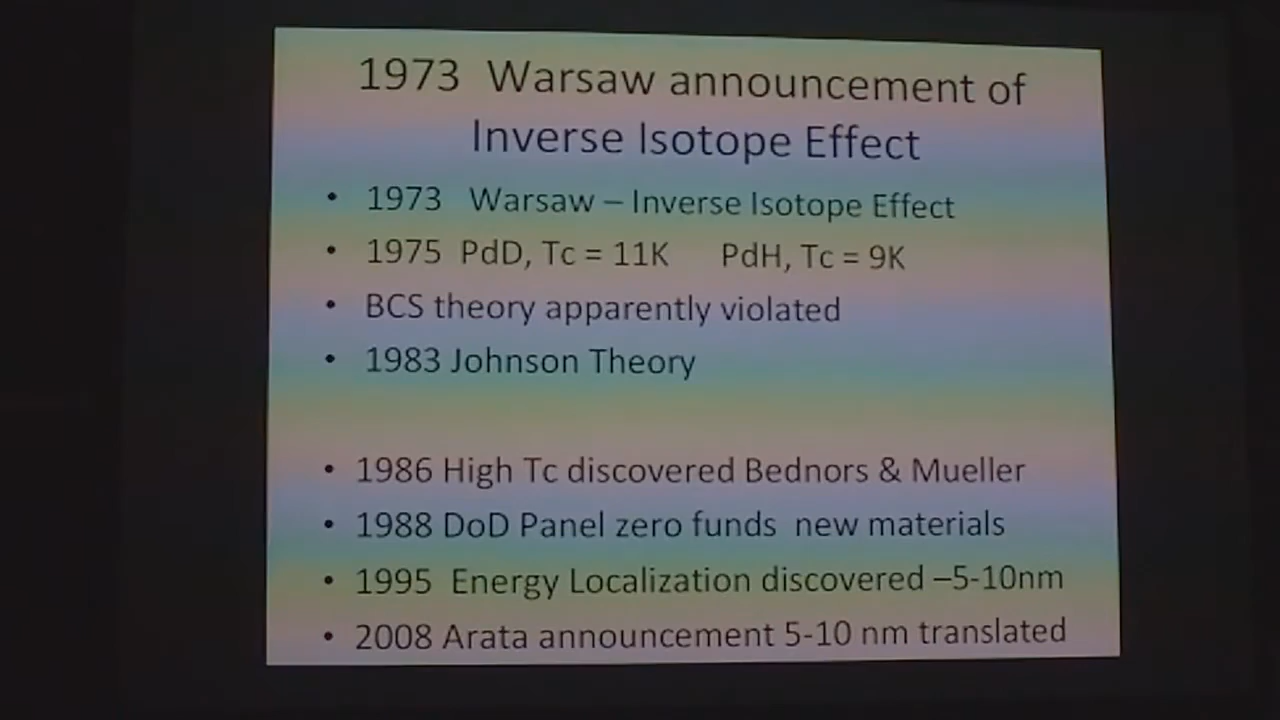 1973 Warsaw announcement of
Inverse Isotope Effect
• 1973 Warsaw – Inverse Isotope Effect
• 1975 PdD, Tc = 11K PdH, Tc = 9K
• BCS theory apparently violated
• 1983 Johnson Theory
• 1986 High Tc discovered Bednors & Mueller
• 1988 DoD Panel zero funds new materials
• 1995 Energy Localization discovered –5-10nm
• 2008 Arata announcement 5-10 nm translated